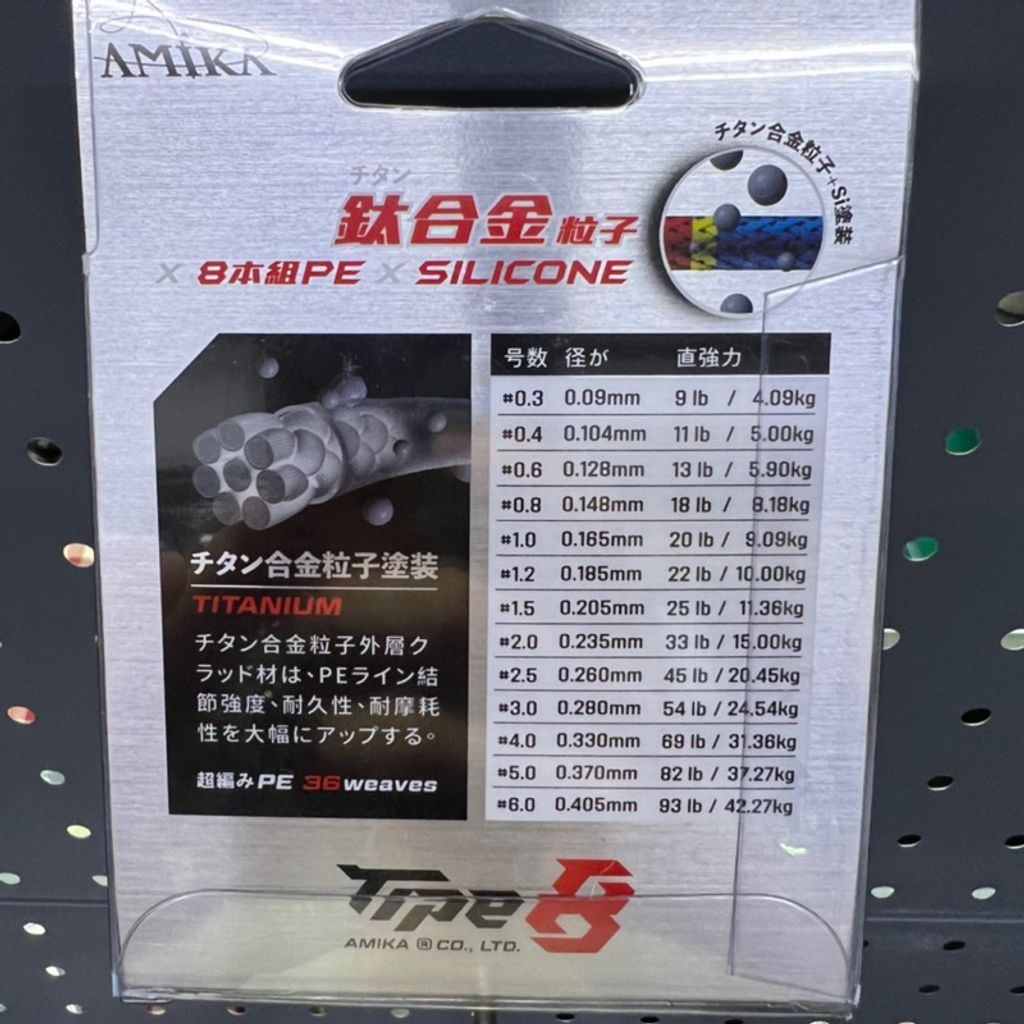 AMIKA
チタン合金粒子+Si塗装
チタン
鈦合金粒子
× 8本組PE × SILICONE
号数 径が 直強力
#0.3 0.09mm 9 lb / 4.09kg
#0.4 0.104mm 11 lb / 5.00kg
#0.6 0.128mm 13 lb / 5.90kg
#0.8 0.148mm 18 lb / 8.18kg
#1.0 0.165mm 20 lb / 9.09kg
#1.2 0.185mm 22 lb / 10.00kg
#1.5 0.205mm 25 lb / 11.36kg
#2.0 0.235mm 33 lb / 15.00kg
#2.5 0.260mm 45 lb / 20.45kg
#3.0 0.280mm 54 lb / 24.54kg
#4.0 0.330mm 69 lb / 31.36kg
#5.0 0.370mm 82 lb / 37.27kg
#6.0 0.405mm 93 lb / 42.27kg
チタン合金粒子塗装
TITANIUM
チタン合金粒子外層ク
ラッド材は、PEライン結
節強度、耐久性、耐摩耗
性を大幅にアップする。
超編みPE 36weaves
Type 8
AMIKA ® CO., LTD.